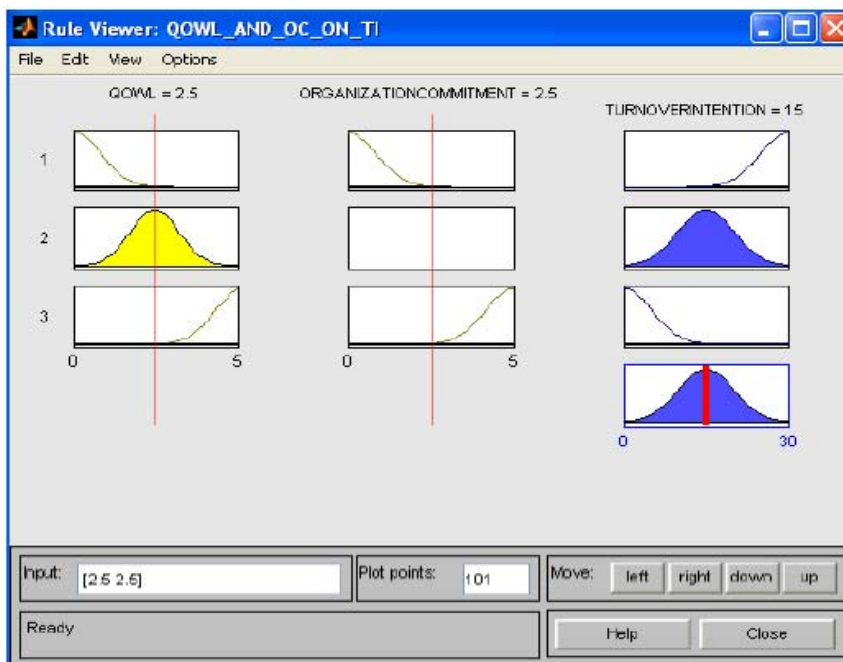 Rule Viewer: QOWL_AND_OC_ON_TI
File Edit View Options
QOWL = 2.5 ORGANIZATIONCOMMITMENT = 2.5 TURNOVERINTENTION = 15
1
2
3
0 5 0 5
0 30
Input: [2.5 2.5] Plot points: 101 Move: left right down up
Ready Help Close